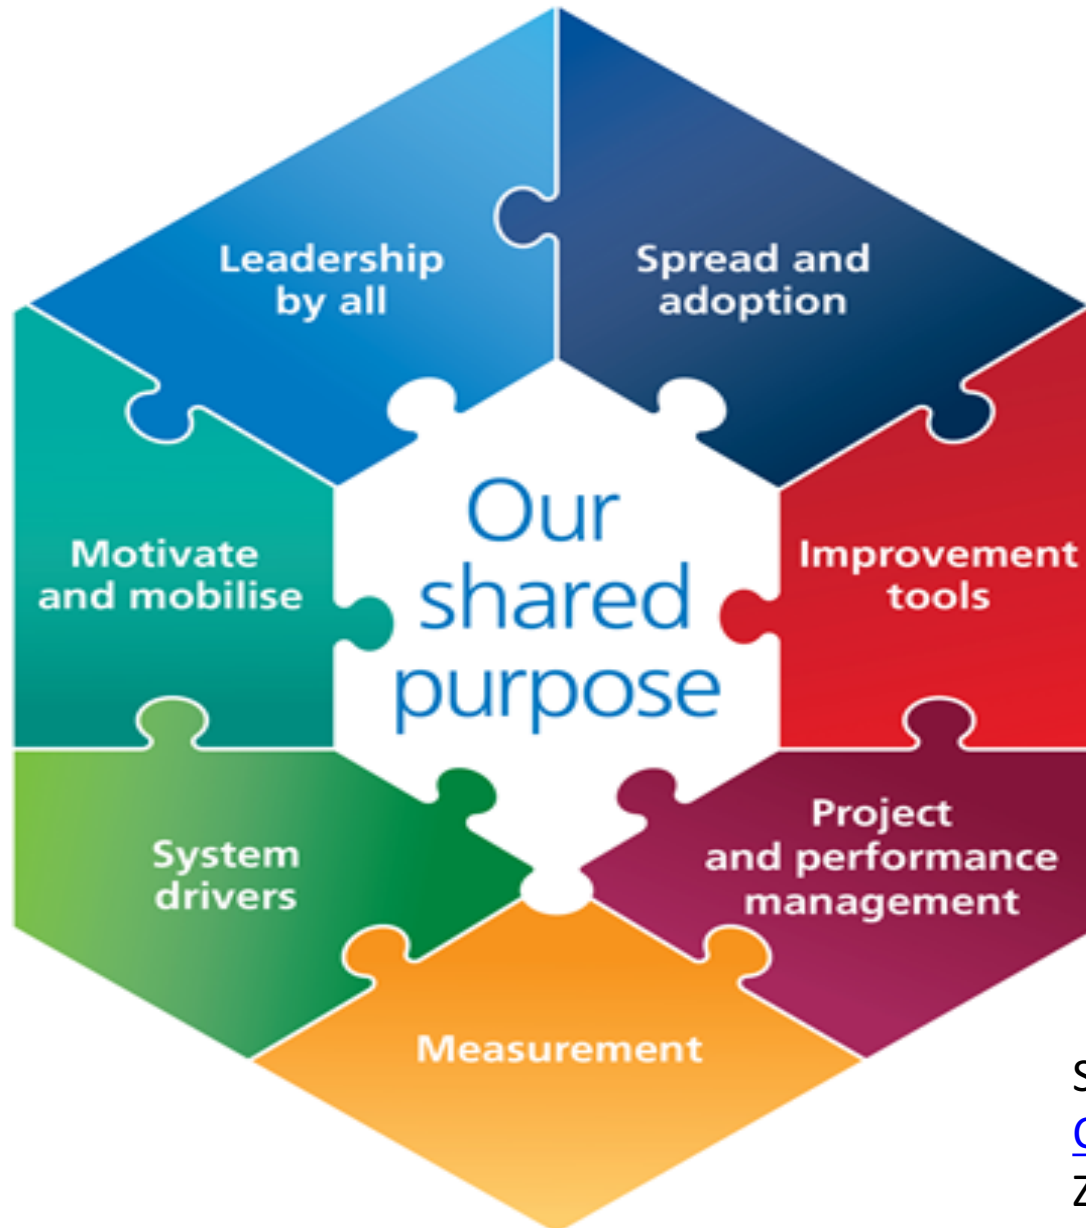 Leadership
by all
Spread and
adoption
Motivate
and mobilise
Our
shared
purpose
Improvement
tools
System
drivers
Project
and performance
management
Measurement